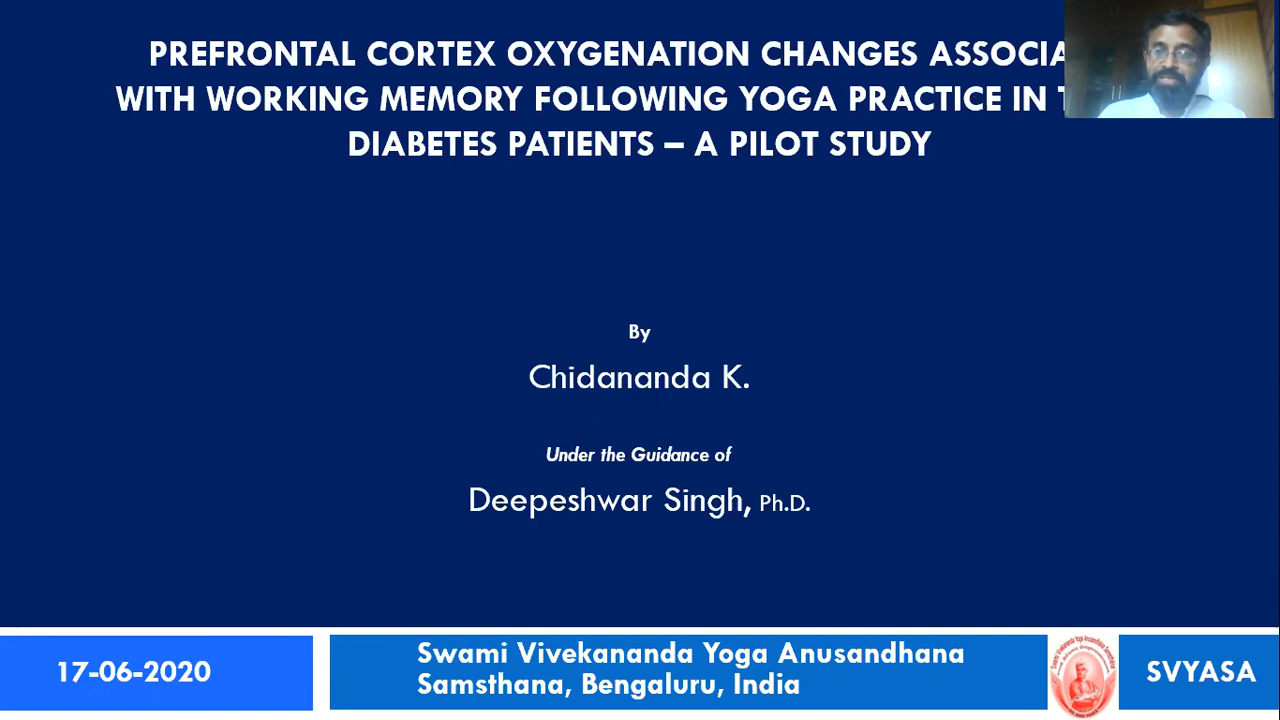 PREFRONTAL CORTEX OXYGENATION CHANGES
WITH WORKING MEMORY FOLLOWING YOGA PRACTICE IN
DIABETES PATIENTS – A PILOT STUDY
By
Chidananda K.
Under the Guidance of
Deepeshwar Singh, Ph.D.
17-06-2020
Swami Vivekananda Yoga Anusandhana
Samsthana, Bengaluru, India
SVYASA